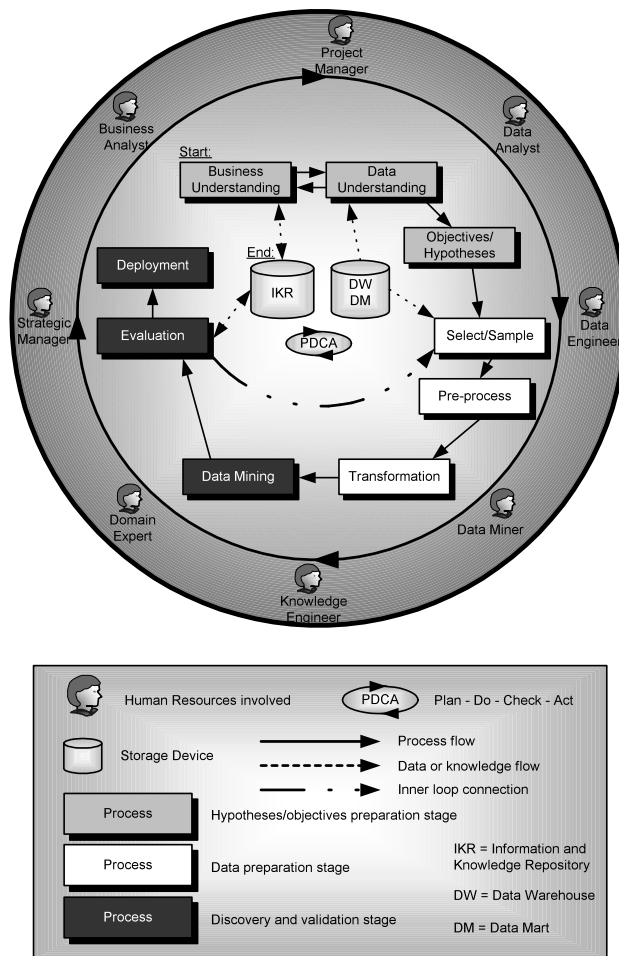 Project
Manager
Business
Analyst
Data
Analyst
Start:
Business
Understanding
Data
Understanding
Objectives/
Hypotheses
End:
Deployment
IKR
DW
DM
Strategic
Manager
Evaluation
PDCA
Select/Sample
Data
Engineer
Pre-process
Data Mining
Transformation
Domain
Expert
Data Miner
Knowledge
Engineer
Human Resources involved
PDCA
Plan - Do - Check - Act
Storage Device
Process flow
Data or knowledge flow
Inner loop connection
Process
Hypotheses/objectives preparation stage
Process
Data preparation stage
IKR = Information and
Knowledge Repository
DW = Data Warehouse
Process
Discovery and validation stage
DM = Data Mart